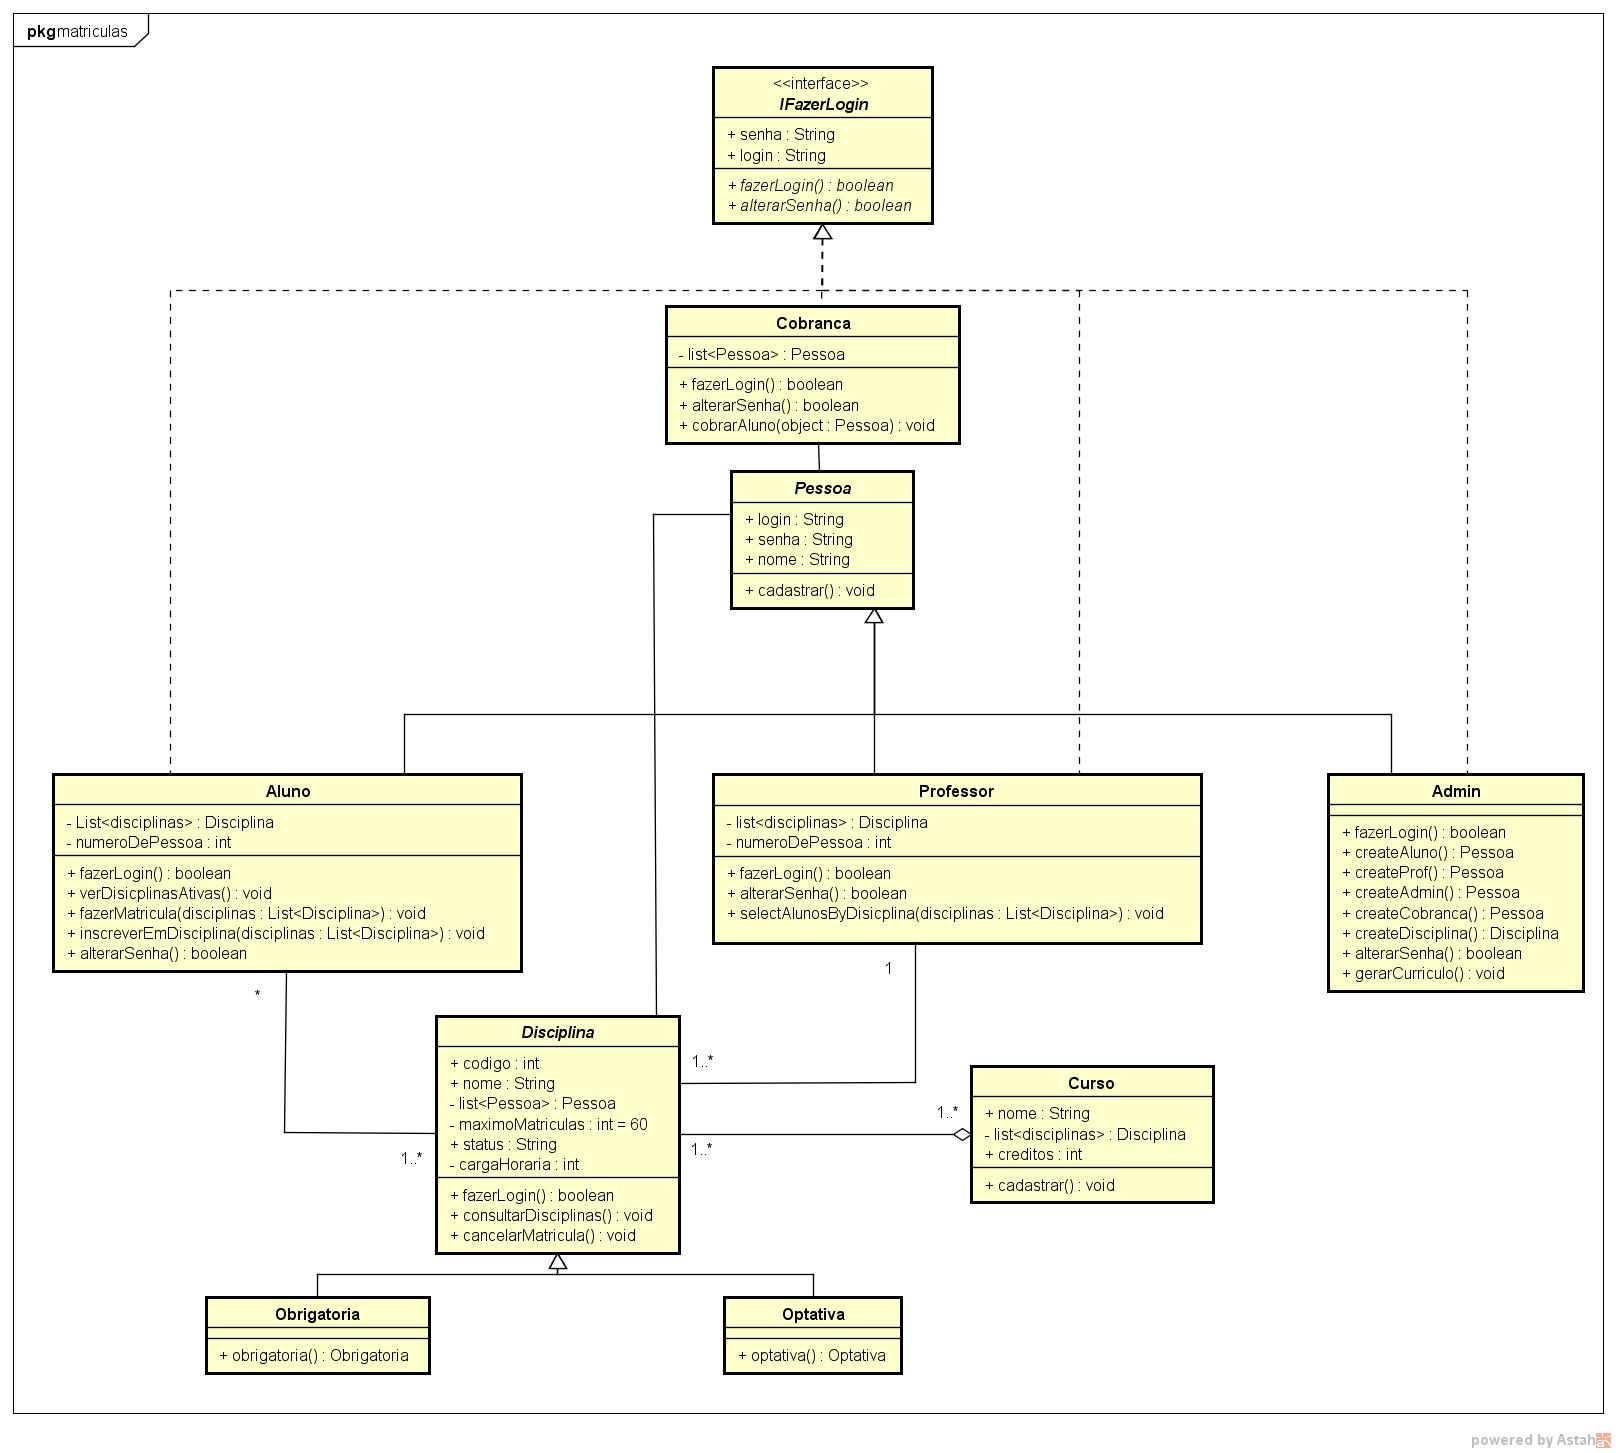 pkg matriculas
<<interface>>
IFazerLogin
+ senha : String
+ login : String
+ fazerLogin() : boolean
+ alterarSenha() : boolean
Cobranca
- list<Pessoa> : Pessoa
+ fazerLogin() : boolean
+ alterarSenha() : boolean
+ cobrarAluno(object : Pessoa) : void
Pessoa
+ login : String
+ senha : String
+ nome : String
+ cadastrar() : void
Aluno
- List<disciplinas> : Disciplina
- numeroDePessoa : int
+ fazerLogin() : boolean
+ verDisicplinasAtivas() : void
+ fazerMatricula(disciplinas : List<Disciplina>) : void
+ inscreverEmDisciplina(disciplinas : List<Disciplina>) : void
+ alterarSenha() : boolean
Professor
- list<disciplinas> : Disciplina
- numeroDePessoa : int
+ fazerLogin() : boolean
+ alterarSenha() : boolean
+ selectAlunosByDisicplina(disciplinas : List<Disciplina>) : void
Admin
+ fazerLogin() : boolean
+ createAluno() : Pessoa
+ createProf() : Pessoa
+ createAdmin() : Pessoa
+ createCobranca() : Pessoa
+ createDisciplina() : Disciplina
+ alterarSenha() : boolean
+ gerarCurriculo() : void
*
1
Disciplina
+ codigo : int
+ nome : String
- list<Pessoa> : Pessoa
- maximoMatriculas : int = 60
+ status : String
- cargaHoraria : int
+ fazerLogin() : boolean
+ consultarDisciplinas() : void
+ cancelarMatricula() : void
1..*
1..*
1..*
1..*
Curso
+ nome : String
- list<disciplinas> : Disciplina
+ creditos : int
+ cadastrar() : void
Obrigatoria
+ obrigatoria() : Obrigatoria
Optativa
+ optativa() : Optativa
powered by Astah